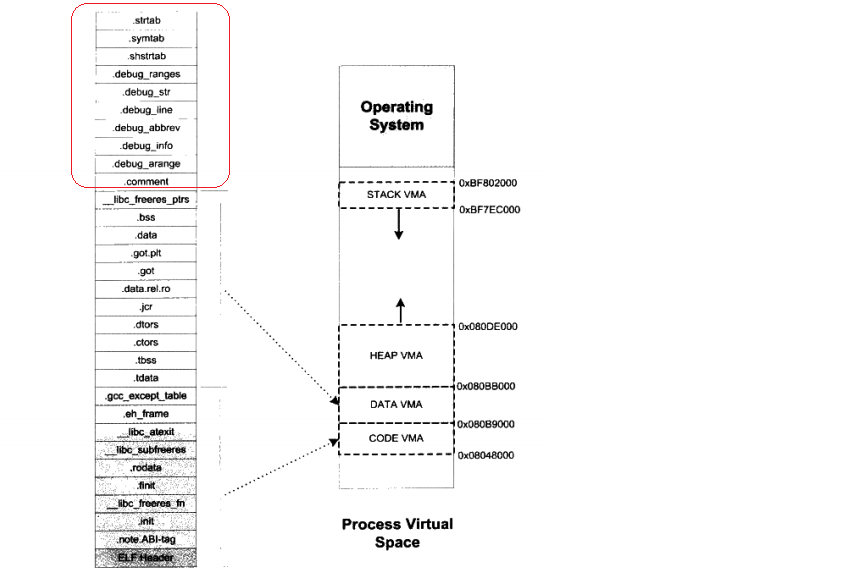 .strtab
.symtab
.shstrtab
.debug_ranges
.debug_str
.debug_line
.debug_abbrev
.debug_info
.debug_arange
.comment
__libc_freeres_ptrs
.bss
.data
.got.plt
.got
.data.rel.ro
.jcr
.dtors
.ctors
.tbss
.tdata
.gcc_except_table
.eh_frame
__libc_atexit
__libc_subfreeres
.rodata
.finit
__libc_freeres_fn
.init
.note.ABI-tag
ELF Header
Operating
System
STACK VMA
0xBF802000
0xBF7EC000
0x080DE000
HEAP VMA
0x080BB000
DATA VMA
0x080B9000
CODE VMA
0x08048000
Process Virtual
Space